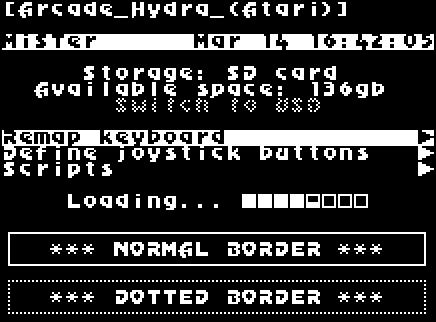 [Arcade_Hydra_(Atari)]
MiSTer Mar 14 16:42:05
Storage: SD card
Available space: 136gb
Switch to USB
Remap keyboard ►
Define joystick buttons ►
Scripts ►
Loading...
*** NORMAL BORDER ***
*** DOTTED BORDER ***